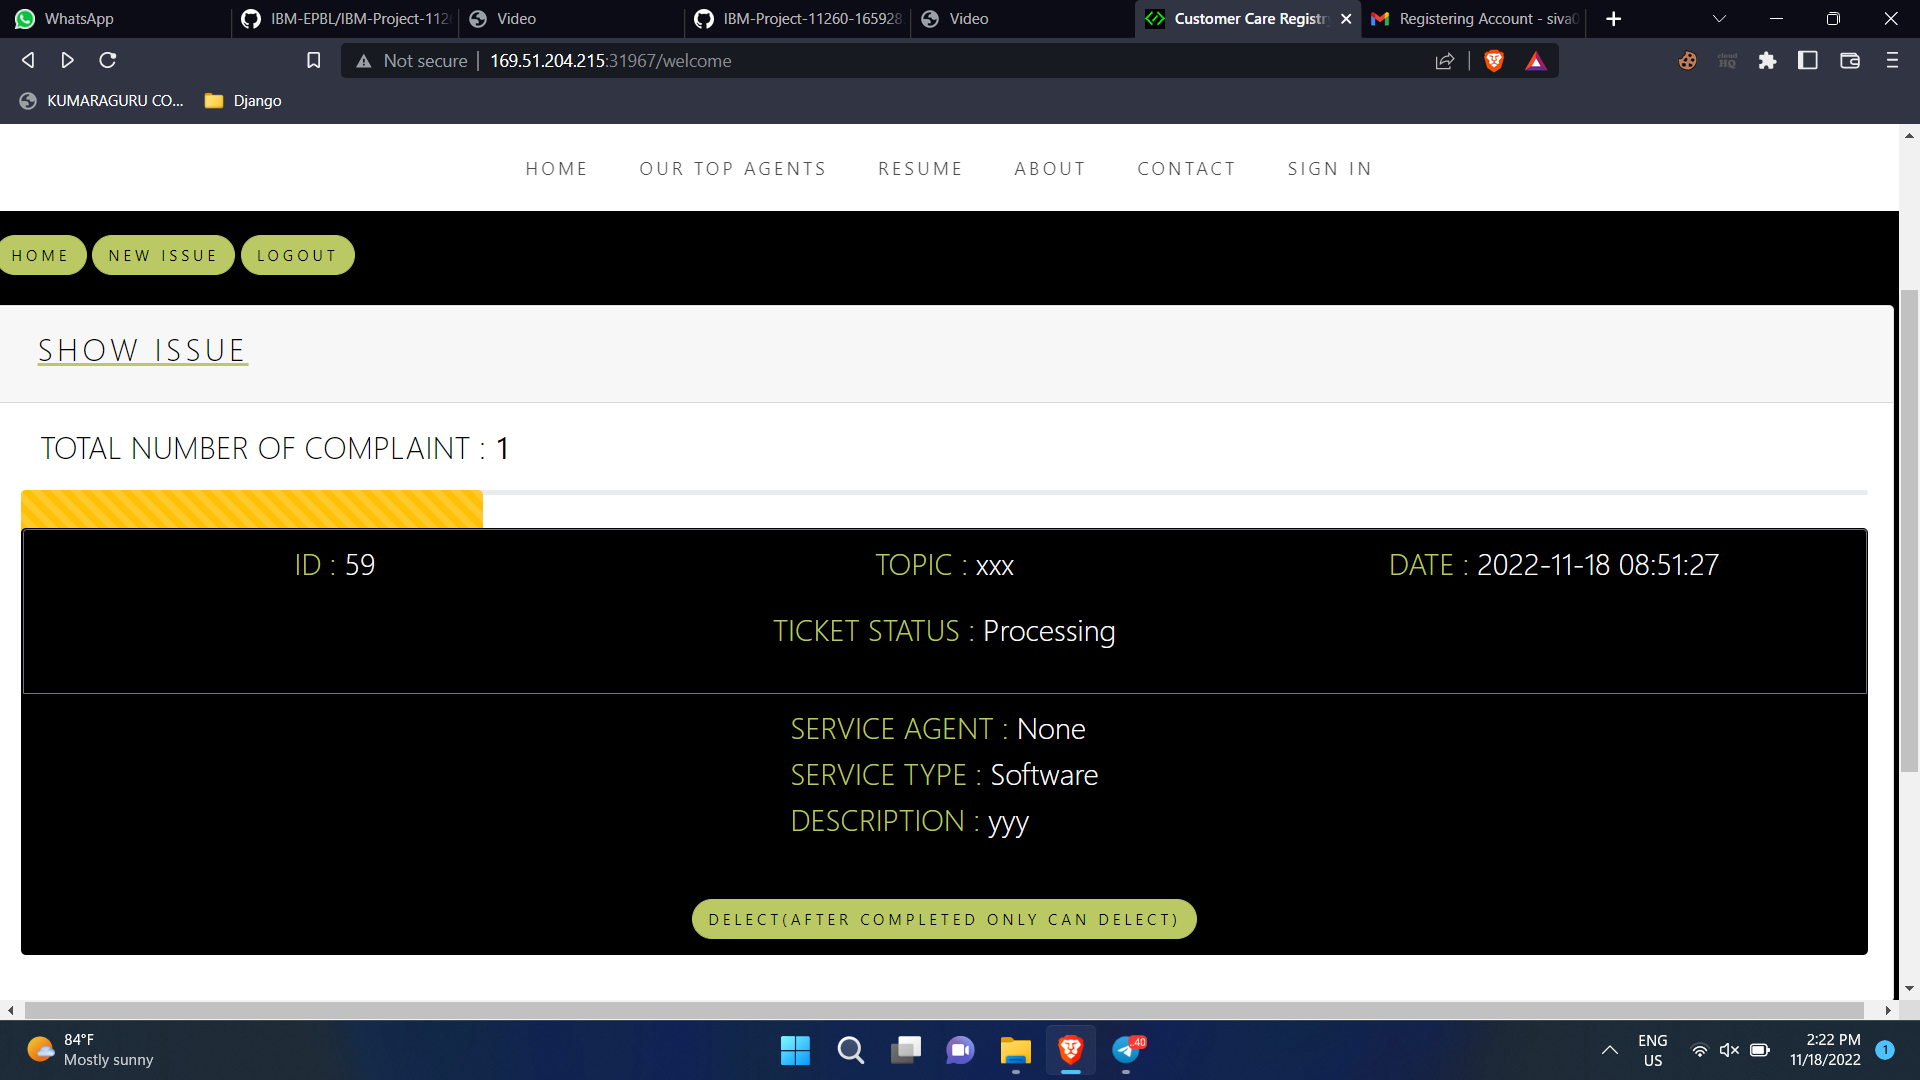 WhatsApp
IBM-EPBL/IBM-Project-112
Video
IBM-Project-11260-165928
Video
Customer Care Registr
Registering Account - siva0
Not secure | 169.51.204.215:31967/welcome
cloud HQ
KUMARAGURU CO...
Django
HOME OUR TOP AGENTS RESUME ABOUT CONTACT SIGN IN
HOME NEW ISSUE LOGOUT
SHOW ISSUE
TOTAL NUMBER OF COMPLAINT : 1
ID : 59 TOPIC : xxx DATE : 2022-11-18 08:51:27
TICKET STATUS : Processing
SERVICE AGENT : None
SERVICE TYPE : Software
DESCRIPTION : yyy
DELECT(AFTER COMPLETED ONLY CAN DELECT)
84°F
Mostly sunny
40
ENG
US
2:22 PM
11/18/2022
1